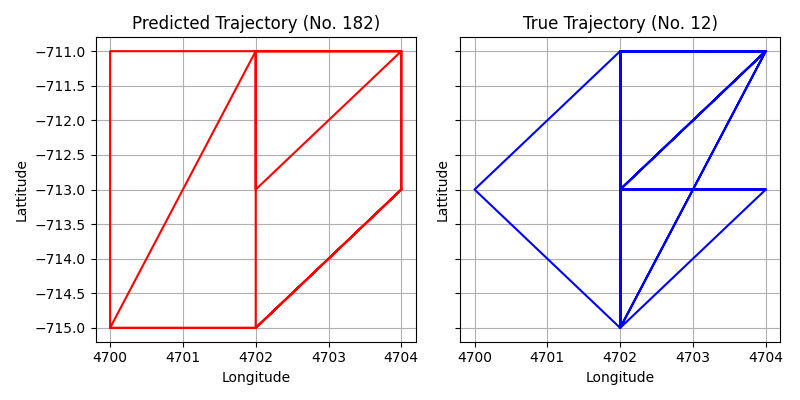 Predicted Trajectory (No. 182)
True Trajectory (No. 12)
−711.0
−711.5
−712.0
−712.5
−713.0
−713.5
−714.0
−714.5
−715.0
Lattitude
Lattitude
4700 4701 4702 4703 4704
4700 4701 4702 4703 4704
Longitude
Longitude